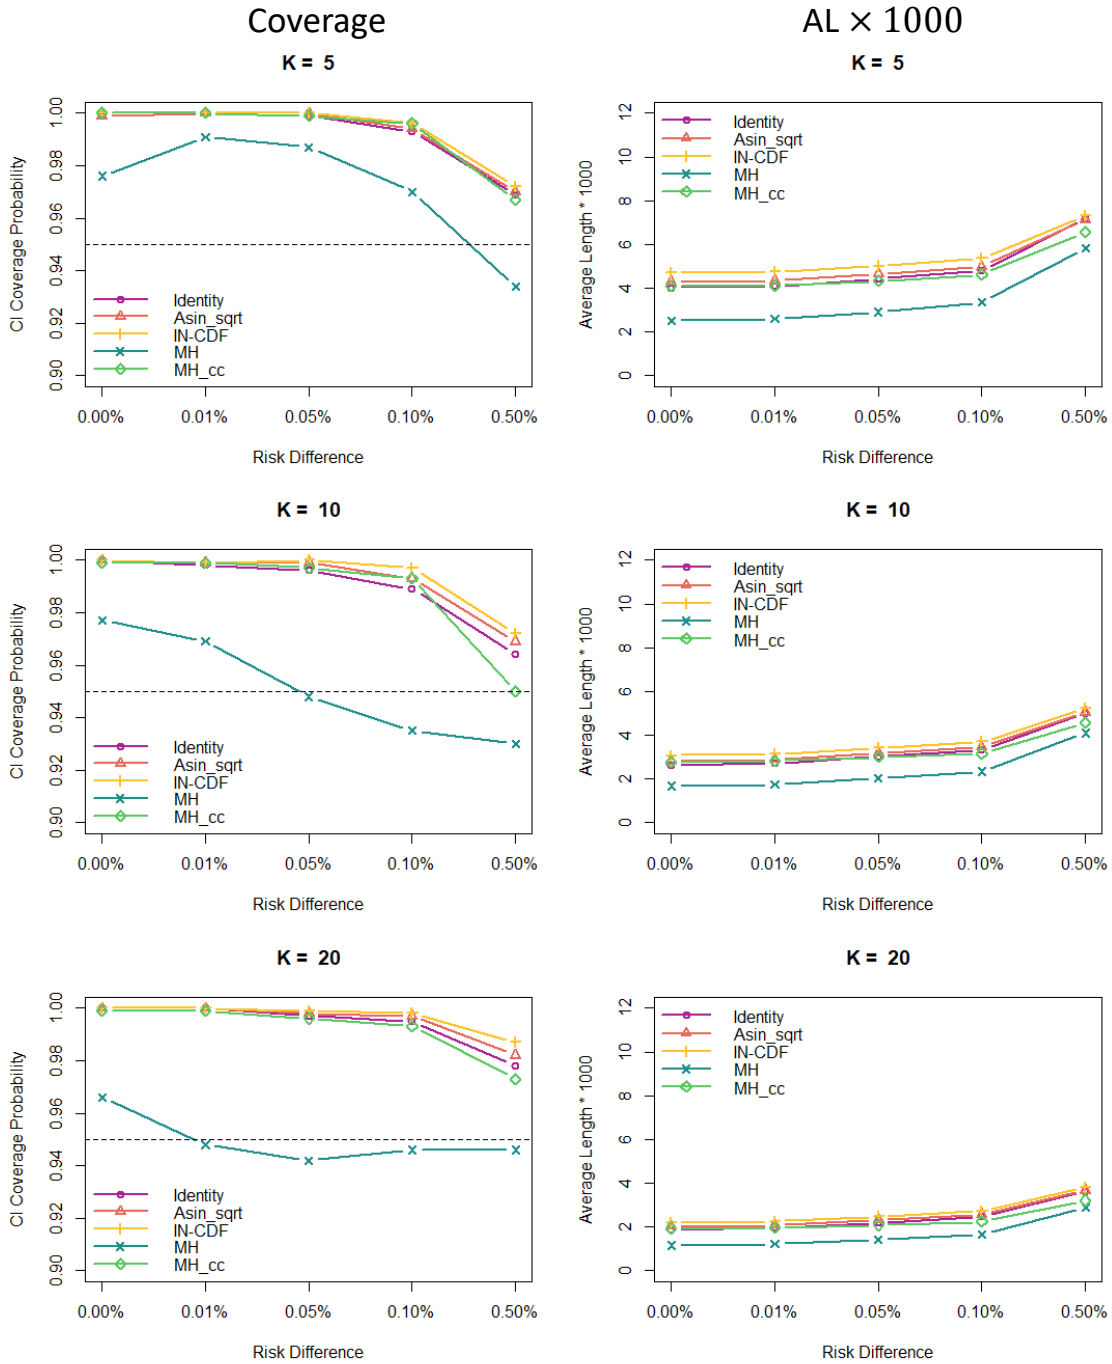 Coverage
AL × 1000
K = 5
CI Coverage Probability
1.00
0.98
0.96
0.94
0.92
0.90
Identity
Asin_sqrt
IN-CDF
MH
MH_cc
0.00% 0.01% 0.05% 0.10% 0.50%
Risk Difference
K = 5
Average Length * 1000
12
10
8
6
4
2
0
Identity
Asin_sqrt
IN-CDF
MH
MH_cc
0.00% 0.01% 0.05% 0.10% 0.50%
Risk Difference
K = 10
CI Coverage Probability
1.00
0.98
0.96
0.94
0.92
0.90
Identity
Asin_sqrt
IN-CDF
MH
MH_cc
0.00% 0.01% 0.05% 0.10% 0.50%
Risk Difference
K = 10
Average Length * 1000
12
10
8
6
4
2
0
Identity
Asin_sqrt
IN-CDF
MH
MH_cc
0.00% 0.01% 0.05% 0.10% 0.50%
Risk Difference
K = 20
CI Coverage Probability
1.00
0.98
0.96
0.94
0.92
0.90
Identity
Asin_sqrt
IN-CDF
MH
MH_cc
0.00% 0.01% 0.05% 0.10% 0.50%
Risk Difference
K = 20
Average Length * 1000
12
10
8
6
4
2
0
Identity
Asin_sqrt
IN-CDF
MH
MH_cc
0.00% 0.01% 0.05% 0.10% 0.50%
Risk Difference